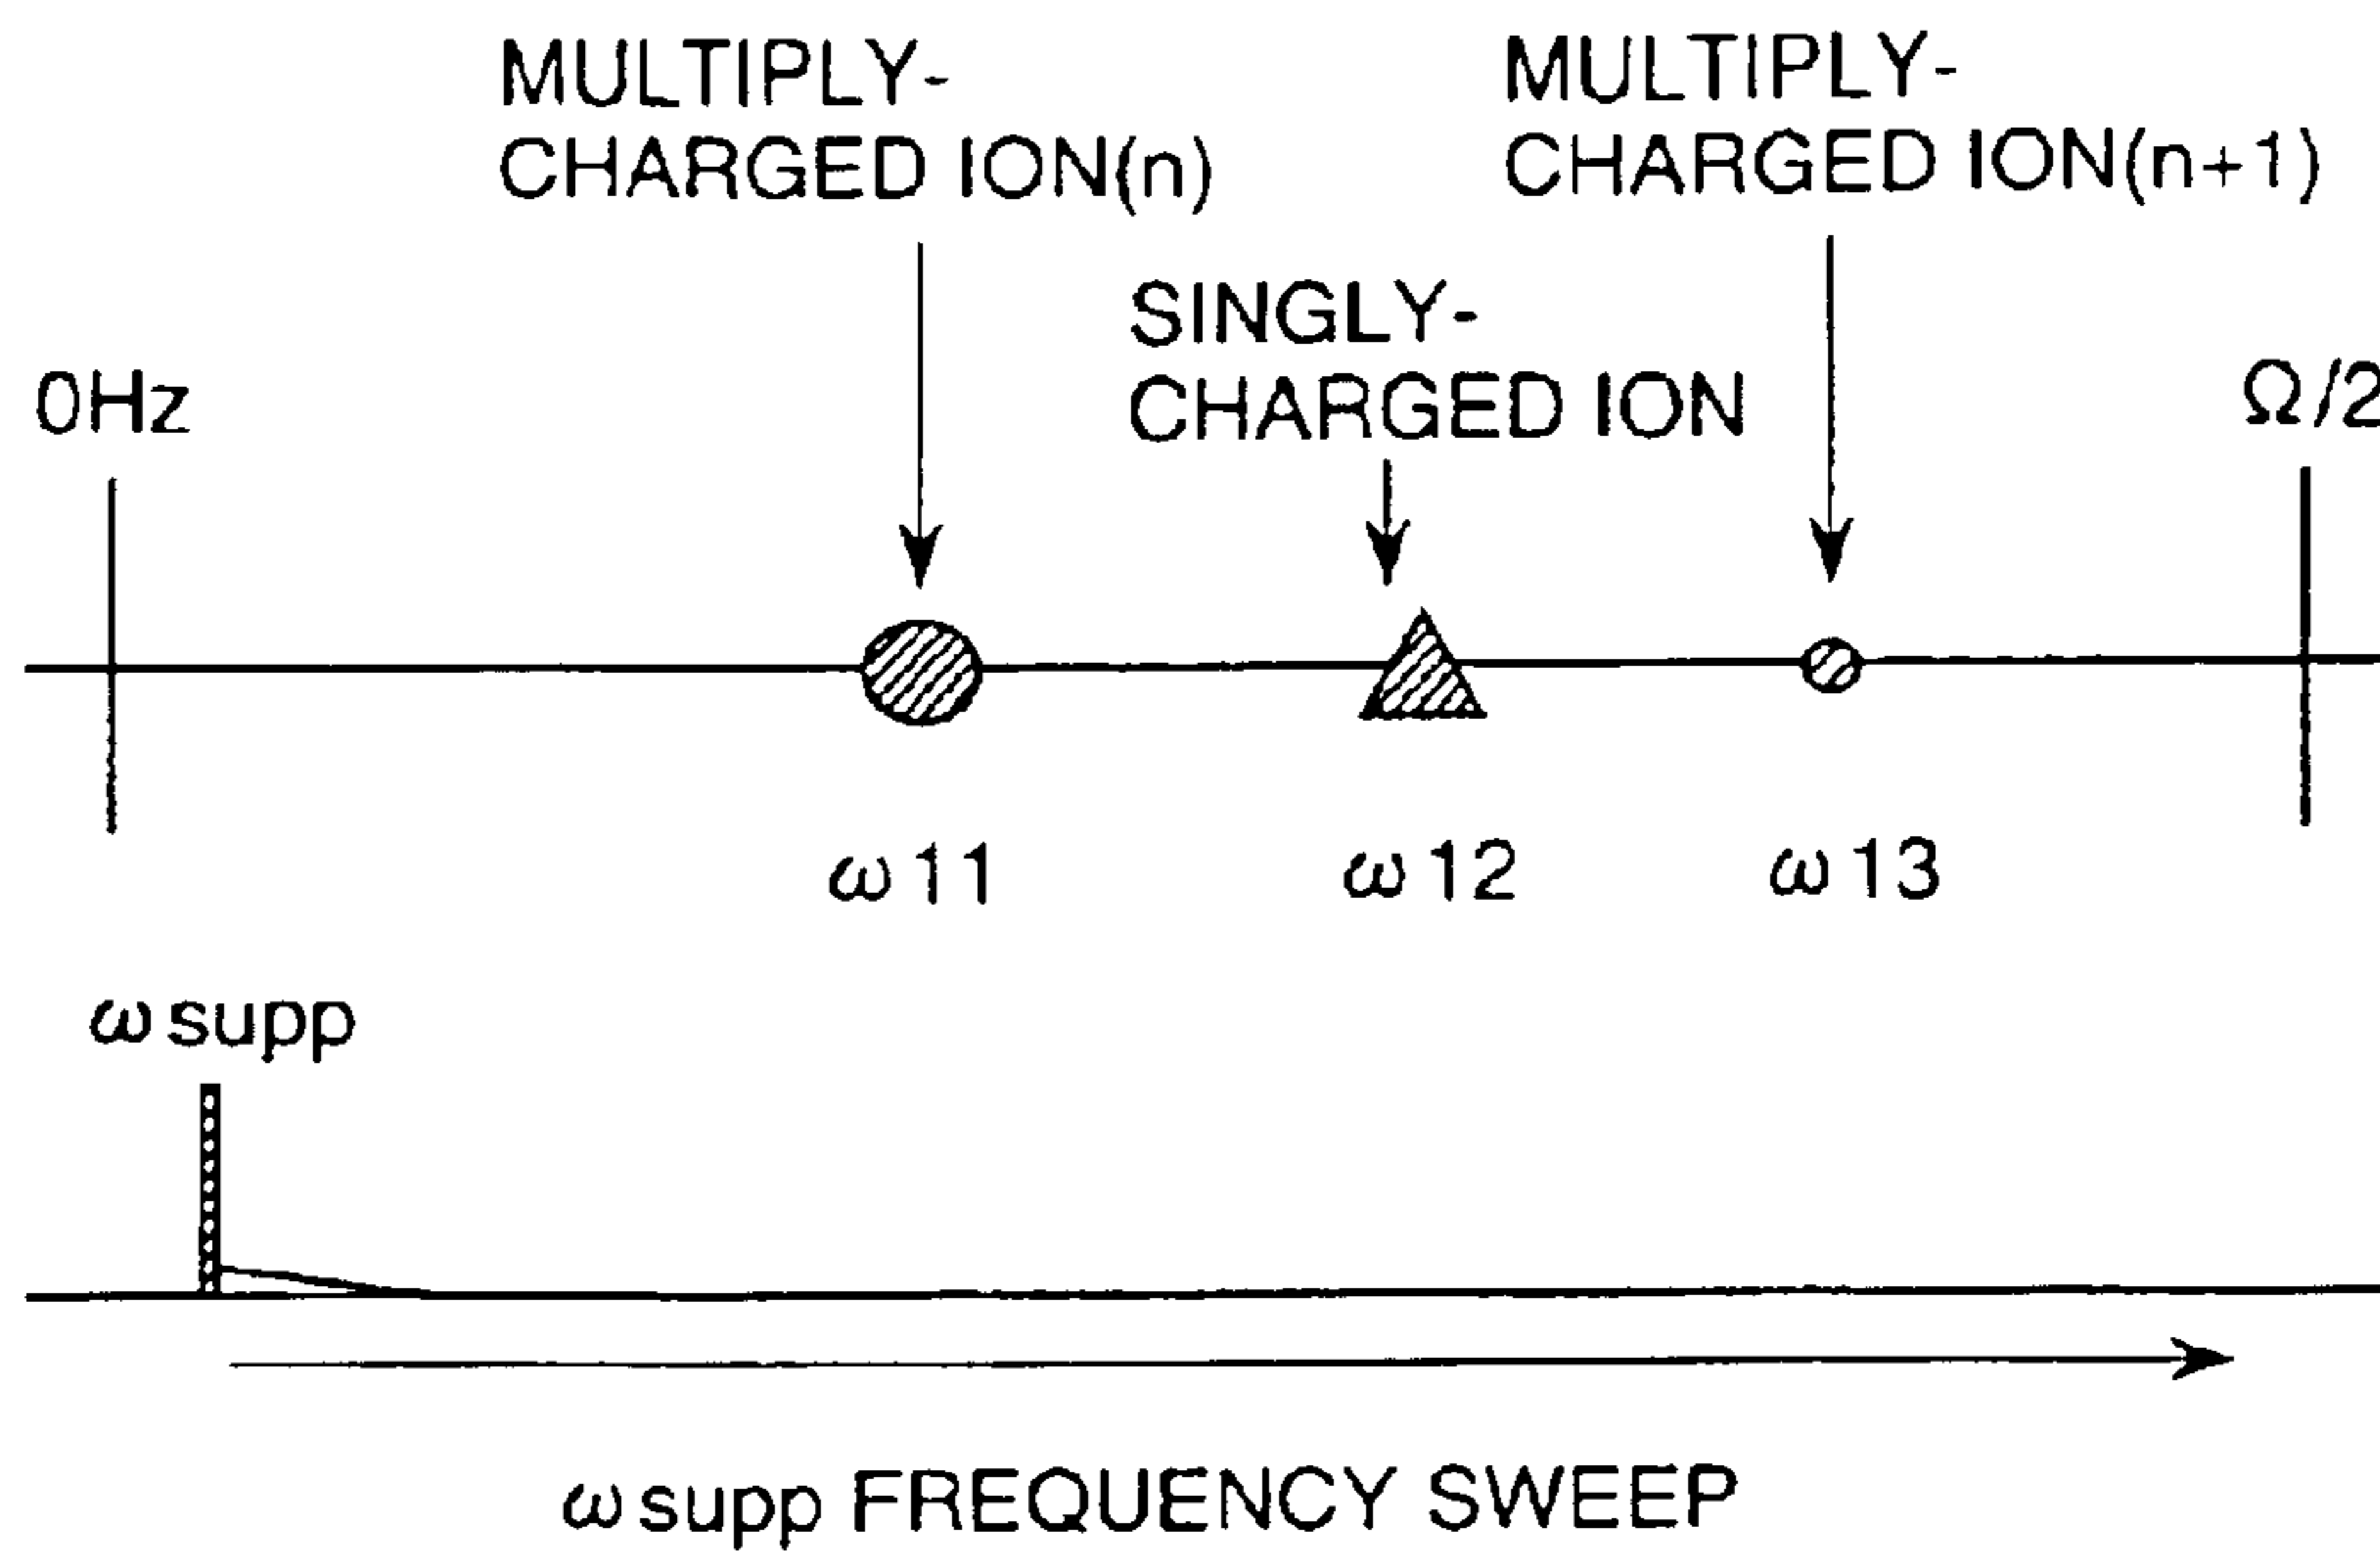 MULTIPLY-
CHARGED ION(n)
MULTIPLY-
CHARGED ION(n+1)
SINGLY-
CHARGED ION
0Hz
Ω/2
ω11
ω12
ω13
ωsupp
ωsupp FREQUENCY SWEEP